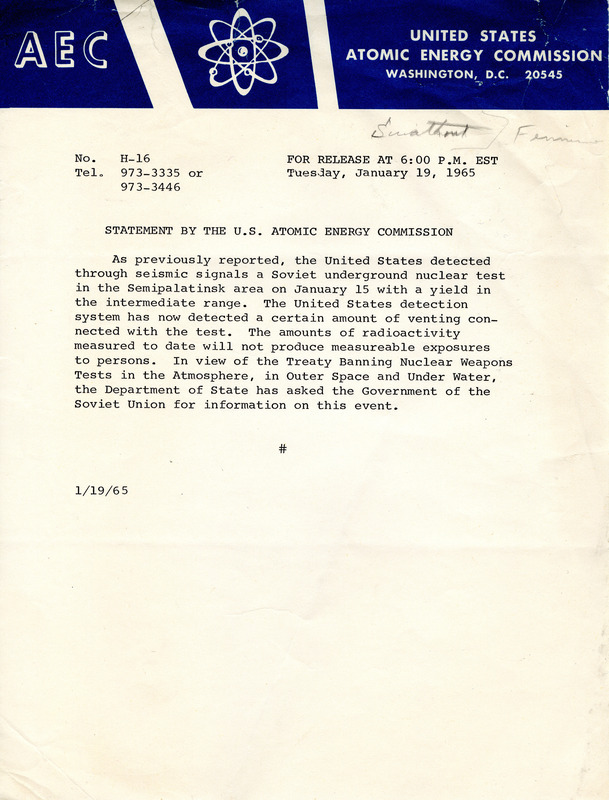 AEC
UNITED STATES
ATOMIC ENERGY COMMISSION
WASHINGTON, D.C. 20545
No. H-16
FOR RELEASE AT 6:00 P.M. EST
Tel. 973-3335 or
Tuesday, January 19, 1965
973-3446
STATEMENT BY THE U.S. ATOMIC ENERGY COMMISSION
As previously reported, the United States detected
through seismic signals a Soviet underground nuclear test
in the Semipalatinsk area on January 15 with a yield in
the intermediate range. The United States detection
system has now detected a certain amount of venting con-
nected with the test. The amounts of radioactivity
measured to date will not produce measureable exposures
to persons. In view of the Treaty Banning Nuclear Weapons
Tests in the Atmosphere, in Outer Space and Under Water,
the Department of State has asked the Government of the
Soviet Union for information on this event.
#
1/19/65